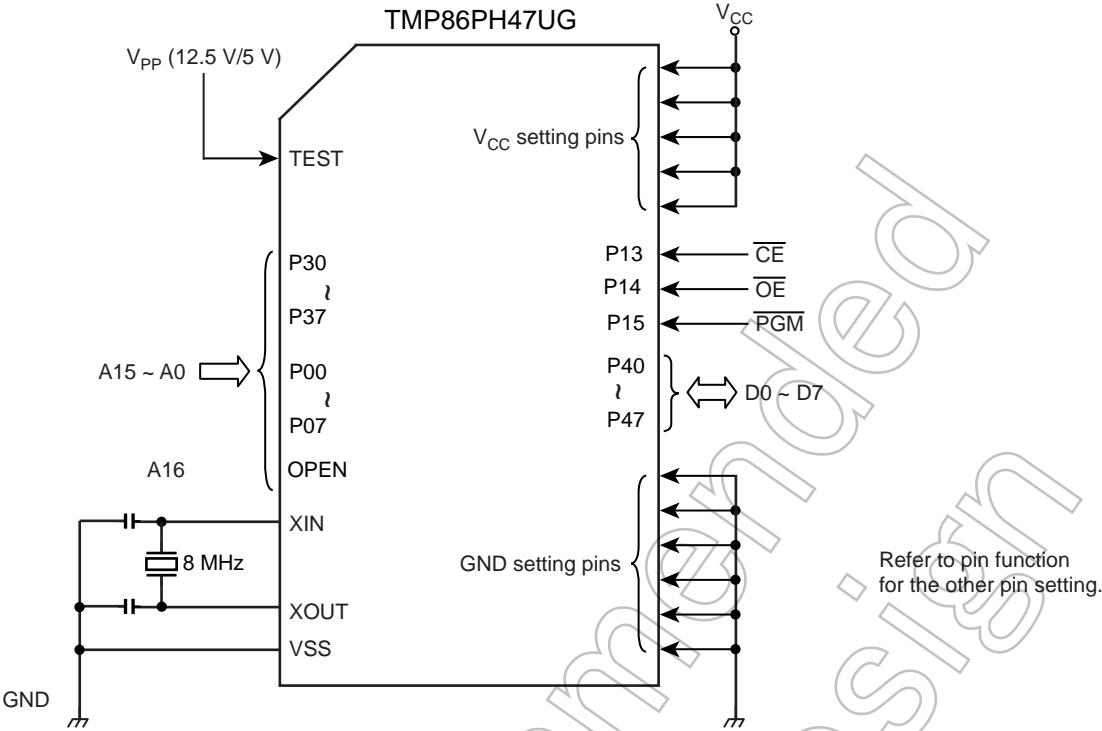 TMP86PH47UG
VCC
VPP (12.5 V/5 V)
VCC setting pins
TEST
P30
~
P37
A15 ~ A0
P00
~
P07
A16
OPEN
XIN
8 MHz
XOUT
VSS
GND
P13
CE
P14
OE
P15
PGM
P40
~
P47
D0 ~ D7
GND setting pins
Refer to pin function
for the other pin setting.